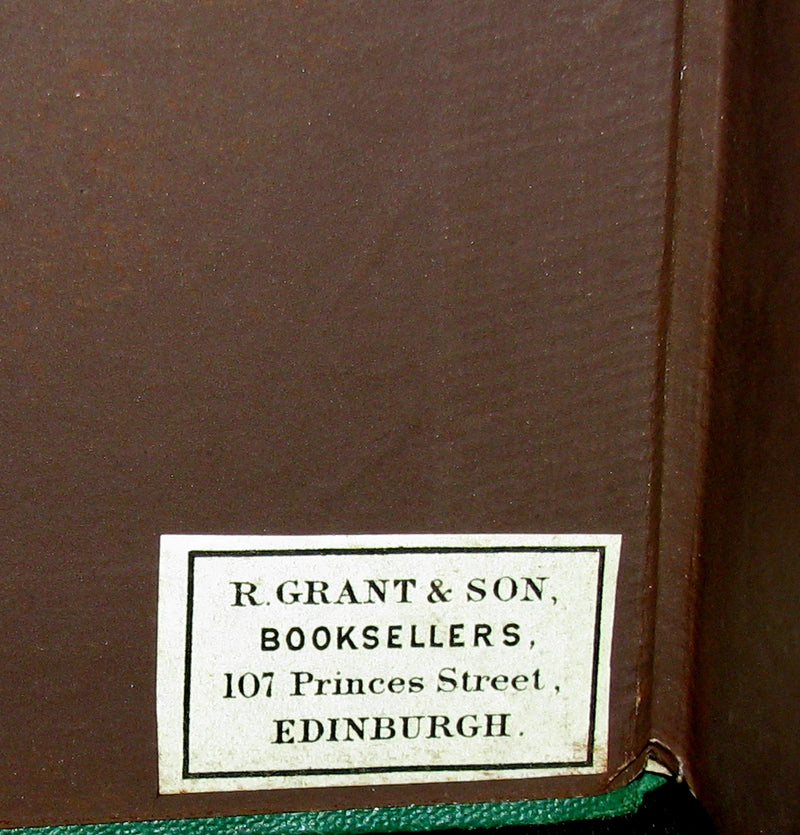 R. GRANT & SON,
BOOKSELLERS,
107 Princes Street,
EDINBURGH.